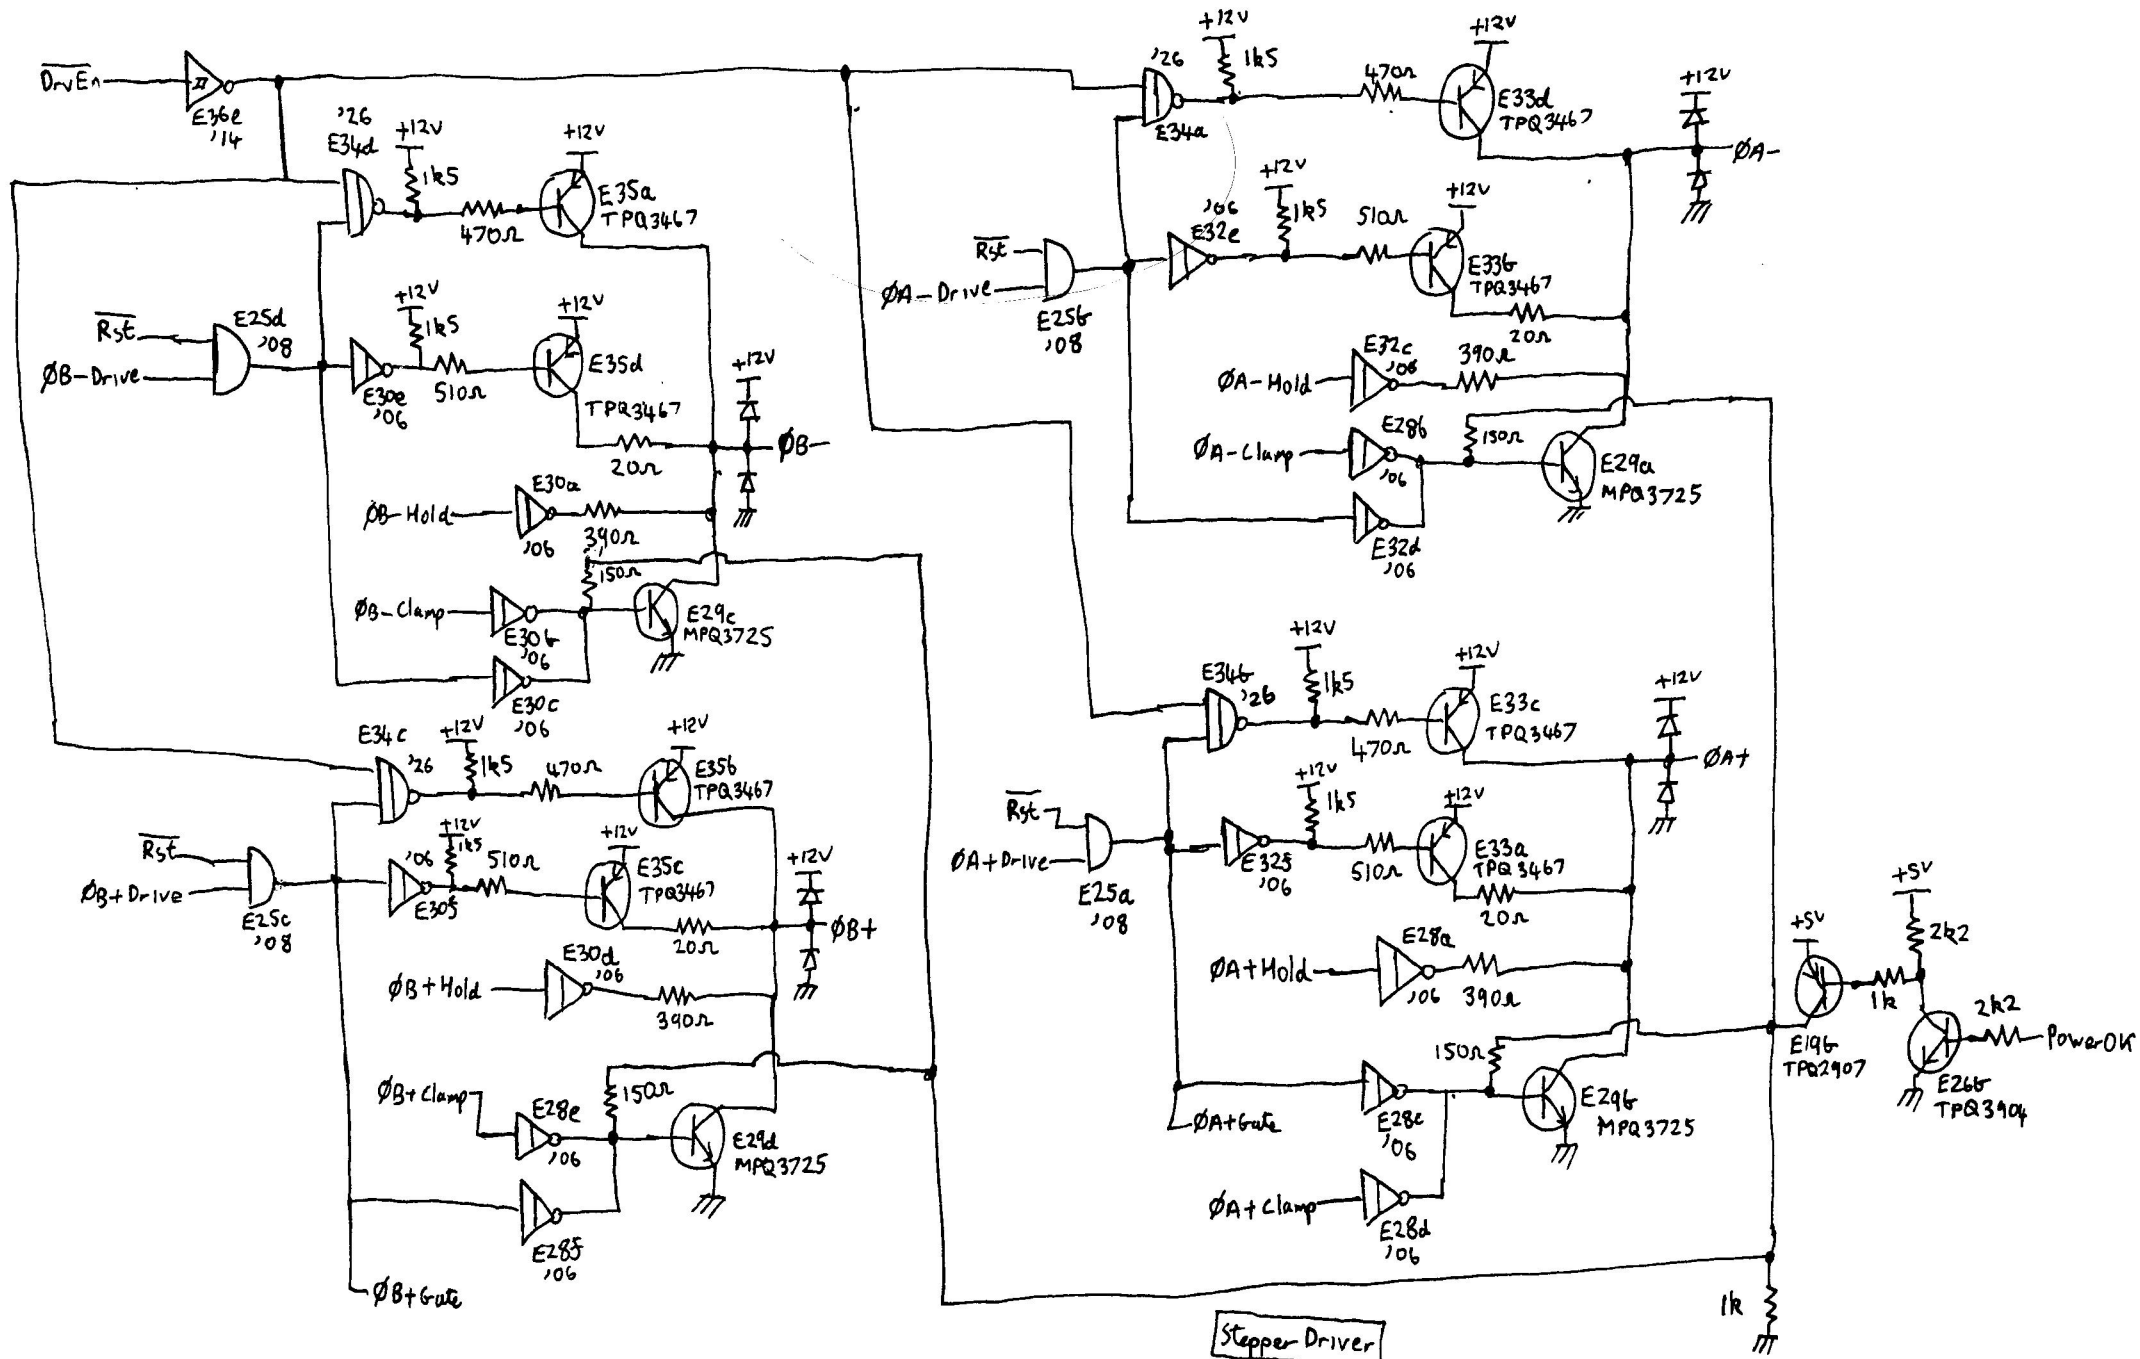 D̅r̅v̅E̅n̅
E36e
'14
'26
E34d
+12V
1k5
470Ω
+12V
E35a
TPQ3467
R̅s̅t̅
ØB-Drive
E25d
'08
+12V
1k5
E30e
'06
510Ω
+12V
E35d
TPQ3467
20Ω
+12V
ØB-
ØB-Hold
E30a
'06
390Ω
150Ω
ØB-Clamp
E30b
'06
E29c
MPQ3725
E30c
'06
E34c
'26
+12V
1k5
470Ω
+12V
E35b
TPQ3467
R̅s̅t̅
ØB+Drive
E25c
'08
'06
E30f
+12V
1k5
510Ω
+12V
E35c
TPQ3467
20Ω
+12V
ØB+
ØB+Hold
E30d
'06
390Ω
ØB+Clamp
E28e
'06
150Ω
E29d
MPQ3725
E28f
'06
ØB+Gate
'26
E34a
+12V
1k5
470Ω
+12V
E33d
TPQ3467
+12V
ØA-
R̅s̅t̅
ØA-Drive
E25b
'08
'06
E32e
+12V
1k5
510Ω
+12V
E33b
TPQ3467
20Ω
ØA-Hold
E32c
'06
390Ω
ØA-Clamp
E28b
'06
150Ω
E29a
MPQ3725
E32d
'06
E34b
'26
+12V
1k5
470Ω
+12V
E33c
TPQ3467
+12V
ØA+
R̅s̅t̅
ØA+Drive
E25a
'08
E32f
'06
+12V
1k5
510Ω
+12V
E33a
TPQ3467
20Ω
ØA+Hold
E28a
'06
390Ω
150Ω
ØA+Gate
E28c
'06
E29b
MPQ3725
ØA+Clamp
E28d
'06
+5V
2k2
+5V
1k
2k2
PowerOK
E19b
TPQ2907
E26b
TPQ3904
1k
Stepper Driver